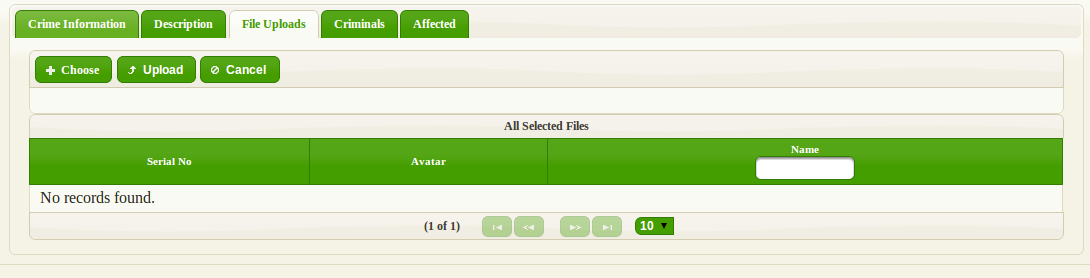 Crime Information Description File Uploads Criminals Affected
Choose Upload Cancel
All Selected Files
Serial No Avatar Name
No records found.
(1 of 1) 10